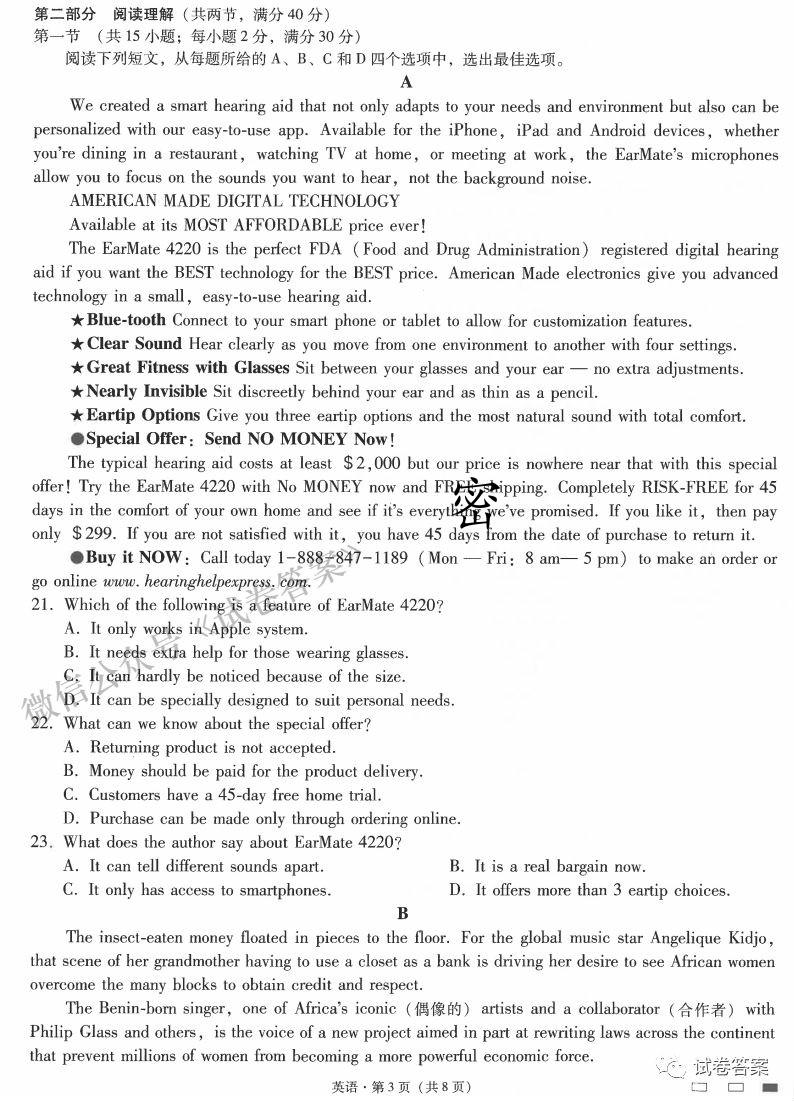 第二部分 阅读理解（共两节，满分 40 分）
第一节 （共 15 小题；每小题 2 分，满分 30 分）
阅读下列短文，从每题所给的 A、B、C 和 D 四个选项中，选出最佳选项。
A
We created a smart hearing aid that not only adapts to your needs and environment but also can be
personalized with our easy-to-use app. Available for the iPhone, iPad and Android devices, whether
you're dining in a restaurant, watching TV at home, or meeting at work, the EarMate's microphones
allow you to focus on the sounds you want to hear, not the background noise.
AMERICAN MADE DIGITAL TECHNOLOGY
Available at its MOST AFFORDABLE price ever!
The EarMate 4220 is the perfect FDA (Food and Drug Administration) registered digital hearing
aid if you want the BEST technology for the BEST price. American Made electronics give you advanced
technology in a small, easy-to-use hearing aid.
★Blue-tooth Connect to your smart phone or tablet to allow for customization features.
★Clear Sound Hear clearly as you move from one environment to another with four settings.
★Great Fitness with Glasses Sit between your glasses and your ear — no extra adjustments.
★Nearly Invisible Sit discreetly behind your ear and as thin as a pencil.
★Eartip Options Give you three eartip options and the most natural sound with total comfort.
●Special Offer: Send NO MONEY Now!
The typical hearing aid costs at least $2,000 but our price is nowhere near that with this special
offer! Try the EarMate 4220 with No MONEY now and FREE shipping. Completely RISK-FREE for 45
days in the comfort of your own home and see if it's everything we've promised. If you like it, then pay
only $299. If you are not satisfied with it, you have 45 days from the date of purchase to return it.
●Buy it NOW: Call today 1-888-847-1189 (Mon — Fri: 8 am— 5 pm) to make an order or
go online www. hearinghelpexpress. com.
21. Which of the following is a feature of EarMate 4220?
A. It only works in Apple system.
B. It needs extra help for those wearing glasses.
C. It can hardly be noticed because of the size.
D. It can be specially designed to suit personal needs.
22. What can we know about the special offer?
A. Returning product is not accepted.
B. Money should be paid for the product delivery.
C. Customers have a 45-day free home trial.
D. Purchase can be made only through ordering online.
23. What does the author say about EarMate 4220?
A. It can tell different sounds apart. B. It is a real bargain now.
C. It only has access to smartphones. D. It offers more than 3 eartip choices.
B
The insect-eaten money floated in pieces to the floor. For the global music star Angelique Kidjo,
that scene of her grandmother having to use a closet as a bank is driving her desire to see African women
overcome the many blocks to obtain credit and respect.
The Benin-born singer, one of Africa's iconic (偶像的) artists and a collaborator (合作者) with
Philip Glass and others, is the voice of a new project aimed in part at rewriting laws across the continent
that prevent millions of women from becoming a more powerful economic force.
英语·第 3 页（共 8 页）
密
微信公众号《试卷答案》
试卷答案